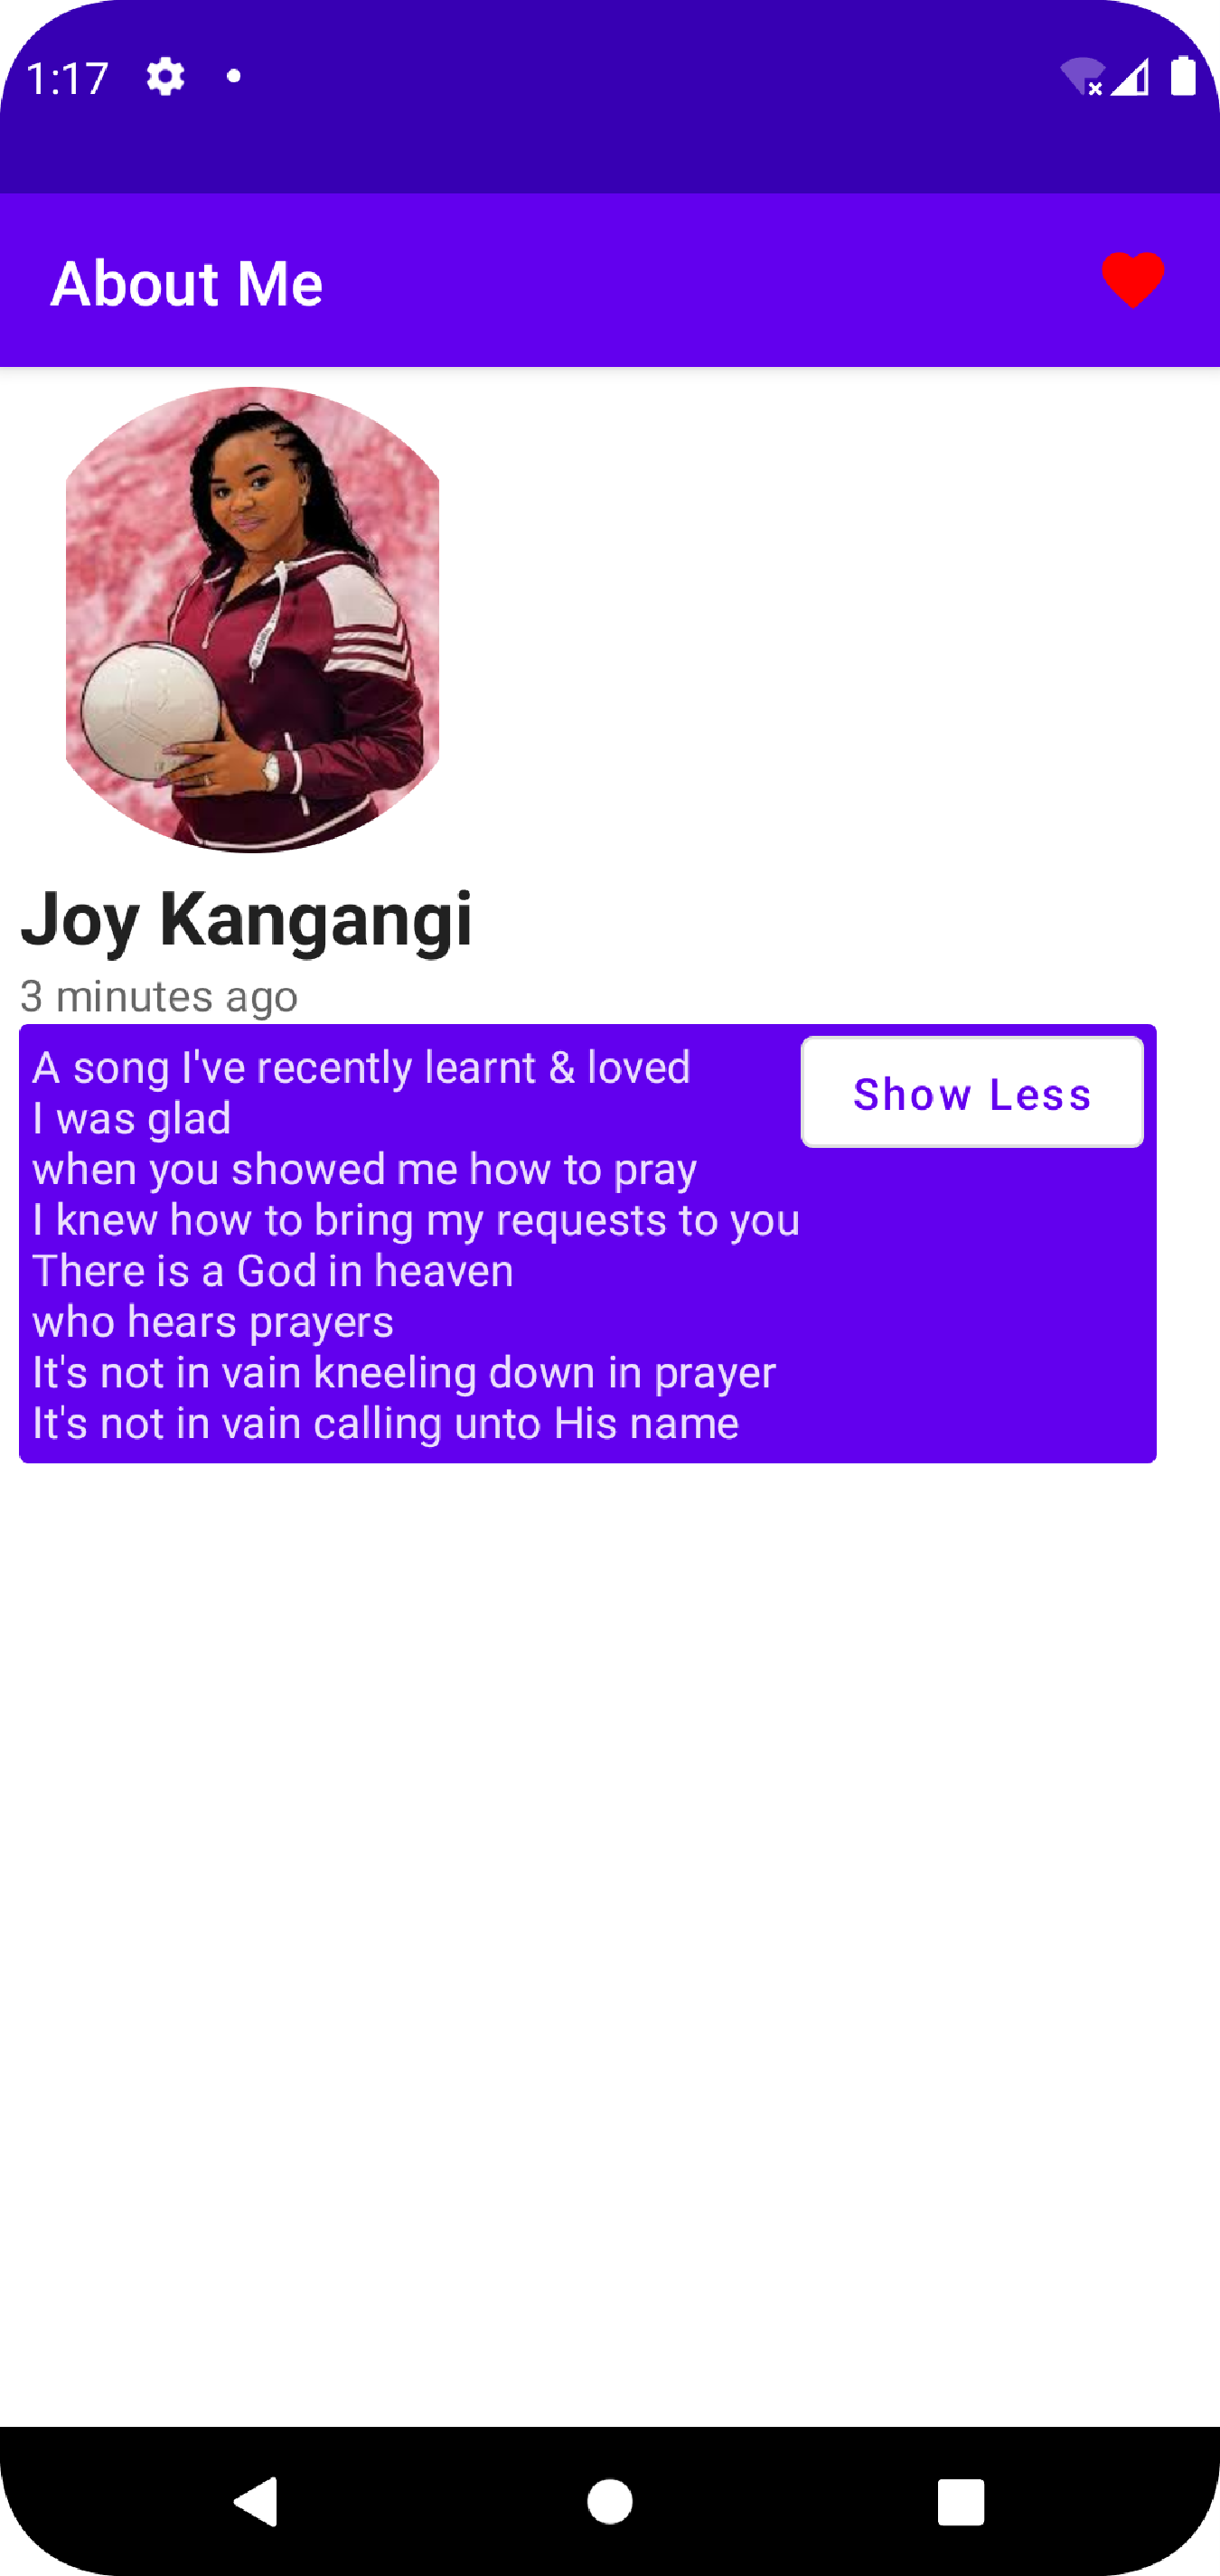 1:17
About Me
Joy Kangangi
3 minutes ago
A song I've recently learnt & loved
Show Less
I was glad
when you showed me how to pray
I knew how to bring my requests to you
There is a God in heaven
who hears prayers
It's not in vain kneeling down in prayer
It's not in vain calling unto His name